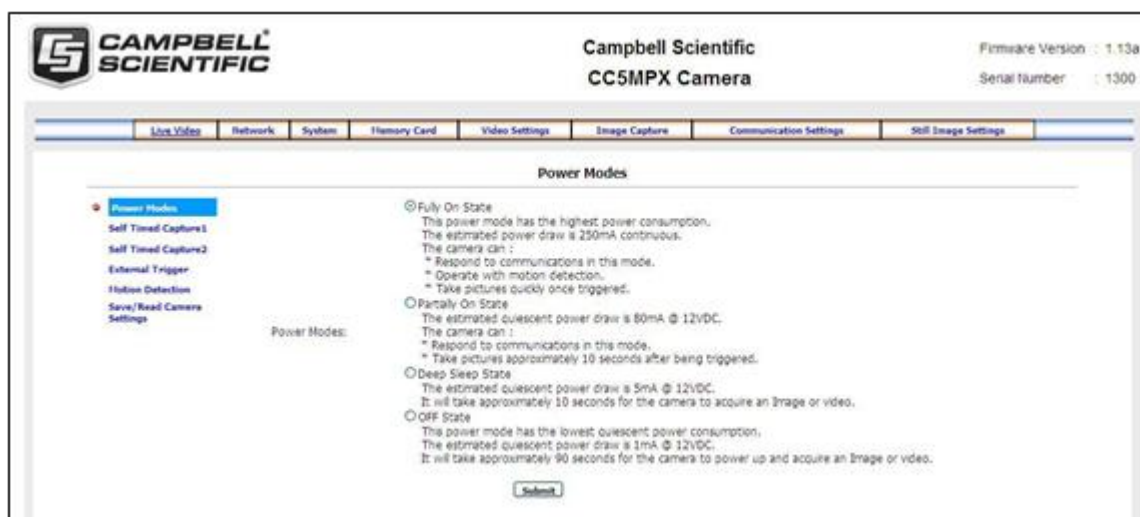 CAMPBELL
SCIENTIFIC
Campbell Scientific
CC5MPX Camera
Firmware Version : 1.13a
Serial Number : 1300
Live Video Network System Memory Card Video Settings Image Capture Communication Settings Still Image Settings
Power Modes
Power Modes
Self Timed Capture1
Self Timed Capture2
External Trigger
Motion Detection
Save/Read Camera
Settings
Power Modes:
Fully On State
This power mode has the highest power consumption.
The estimated power draw is 250mA continuous.
The camera can :
* Respond to communications in this mode.
* Operate with motion detection.
* Take pictures quickly once triggered.
Partially On State
The estimated quiescent power draw is 80mA @ 12VDC.
The camera can :
* Respond to communications in this mode.
* Take pictures approximately 10 seconds after being triggered.
Deep Sleep State
The estimated quiescent power draw is 5mA @ 12VDC.
It will take approximately 10 seconds for the camera to acquire an Image or video.
OFF State
This power mode has the lowest quiescent power consumption.
The estimated quiescent power draw is 1mA @ 12VDC.
It will take approximately 90 seconds for the camera to power up and acquire an Image or video.
Submit